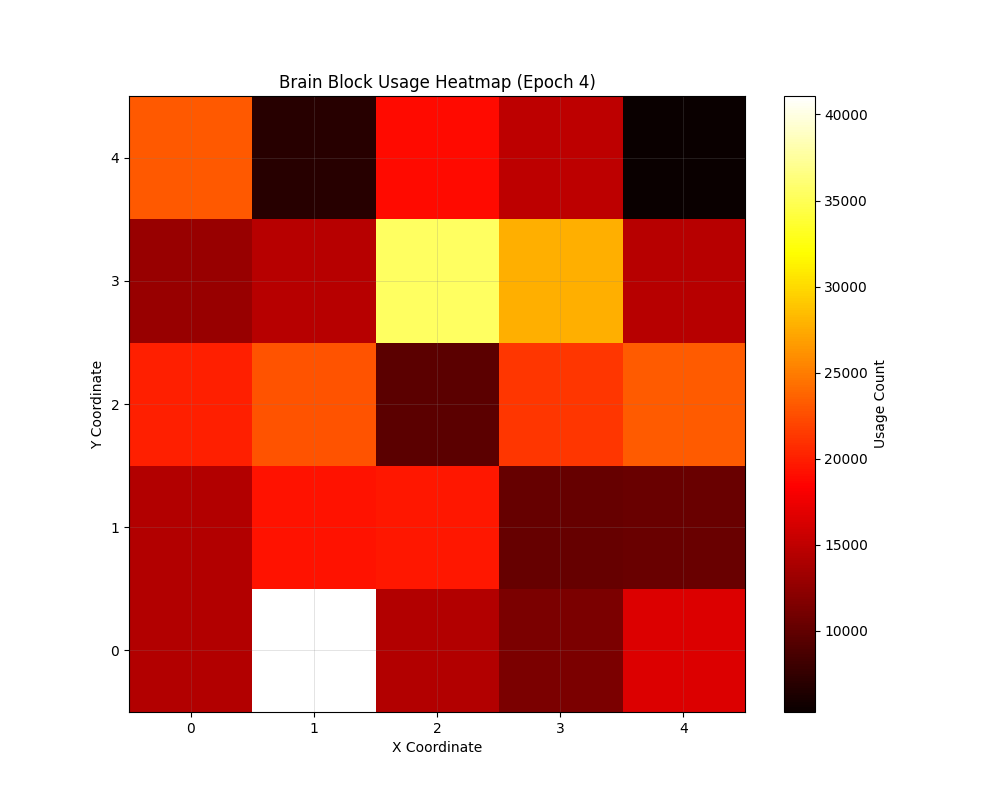 Brain Block Usage Heatmap (Epoch 4)
40000
35000
30000
25000
20000
15000
10000
Usage Count
4
3
2
1
0
Y Coordinate
0 1 2 3 4
X Coordinate